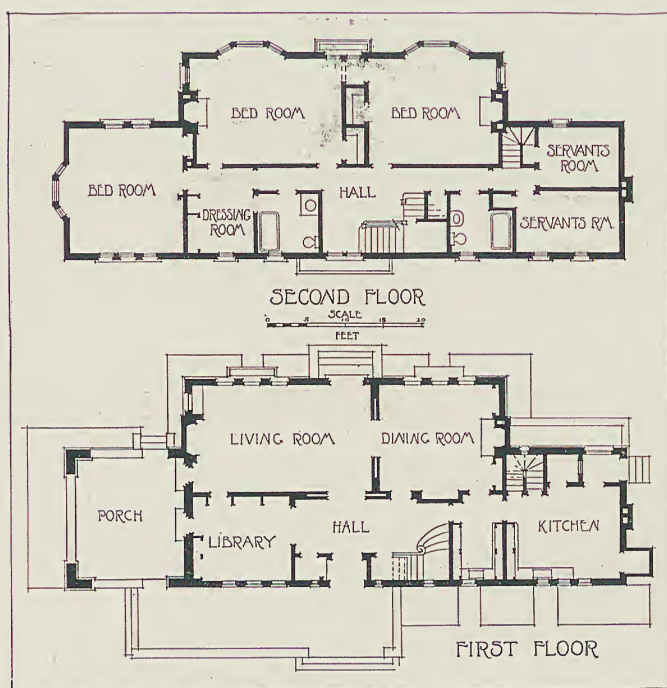 BED ROOM
BED ROOM
BED ROOM
SERVANTS
ROOM
HALL
DRESSING
ROOM
SERVANTS RM.
SECOND FLOOR
SCALE
0 5 10 15 20
FEET
LIVING ROOM
DINING ROOM
PORCH
HALL
LIBRARY
KITCHEN
FIRST FLOOR